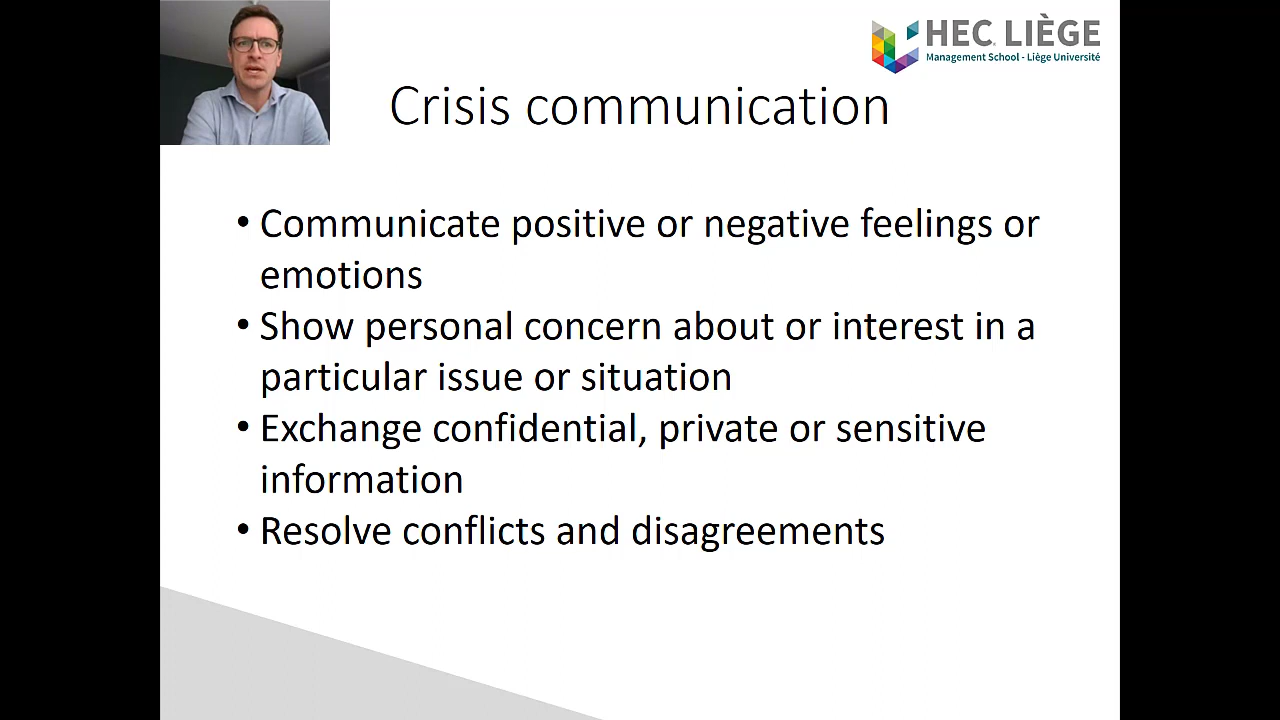 HEC LIÈGE
Management School - Liège Université
Crisis communication
• Communicate positive or negative feelings or
emotions
• Show personal concern about or interest in a
particular issue or situation
• Exchange confidential, private or sensitive
information
• Resolve conflicts and disagreements